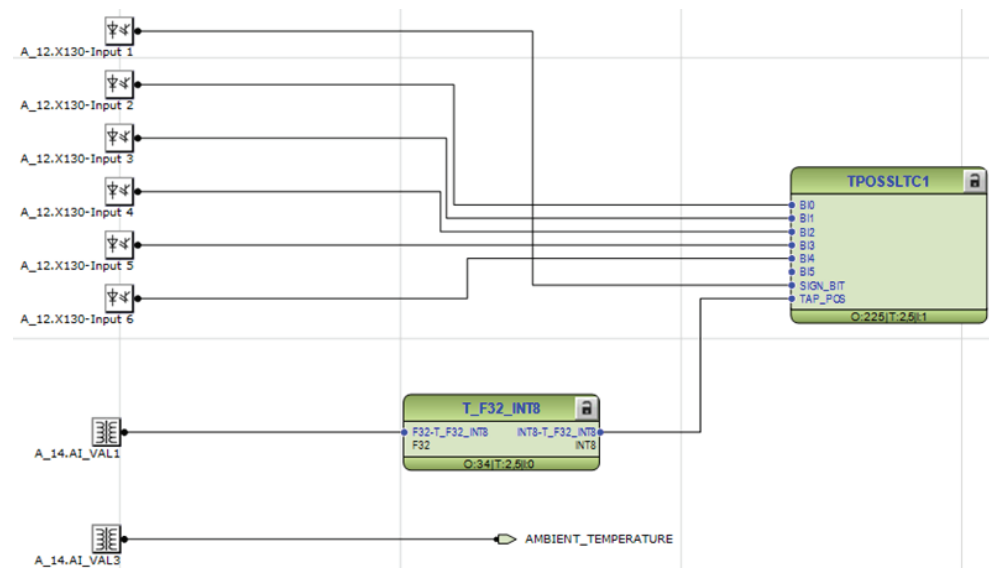 A_12.X130-Input 1
A_12.X130-Input 2
A_12.X130-Input 3
A_12.X130-Input 4
A_12.X130-Input 5
A_12.X130-Input 6
TPOSSLTC1
BI0
BI1
BI2
BI3
BI4
BI5
SIGN_BIT
TAP_POS
O:225|T:2,5|I:1
T_F32_INT8
F32-T_F32_INT8 INT8-T_F32_INT8
F32 INT8
O:34|T:2,5|I:0
A_14.AI_VAL1
AMBIENT_TEMPERATURE
A_14.AI_VAL3